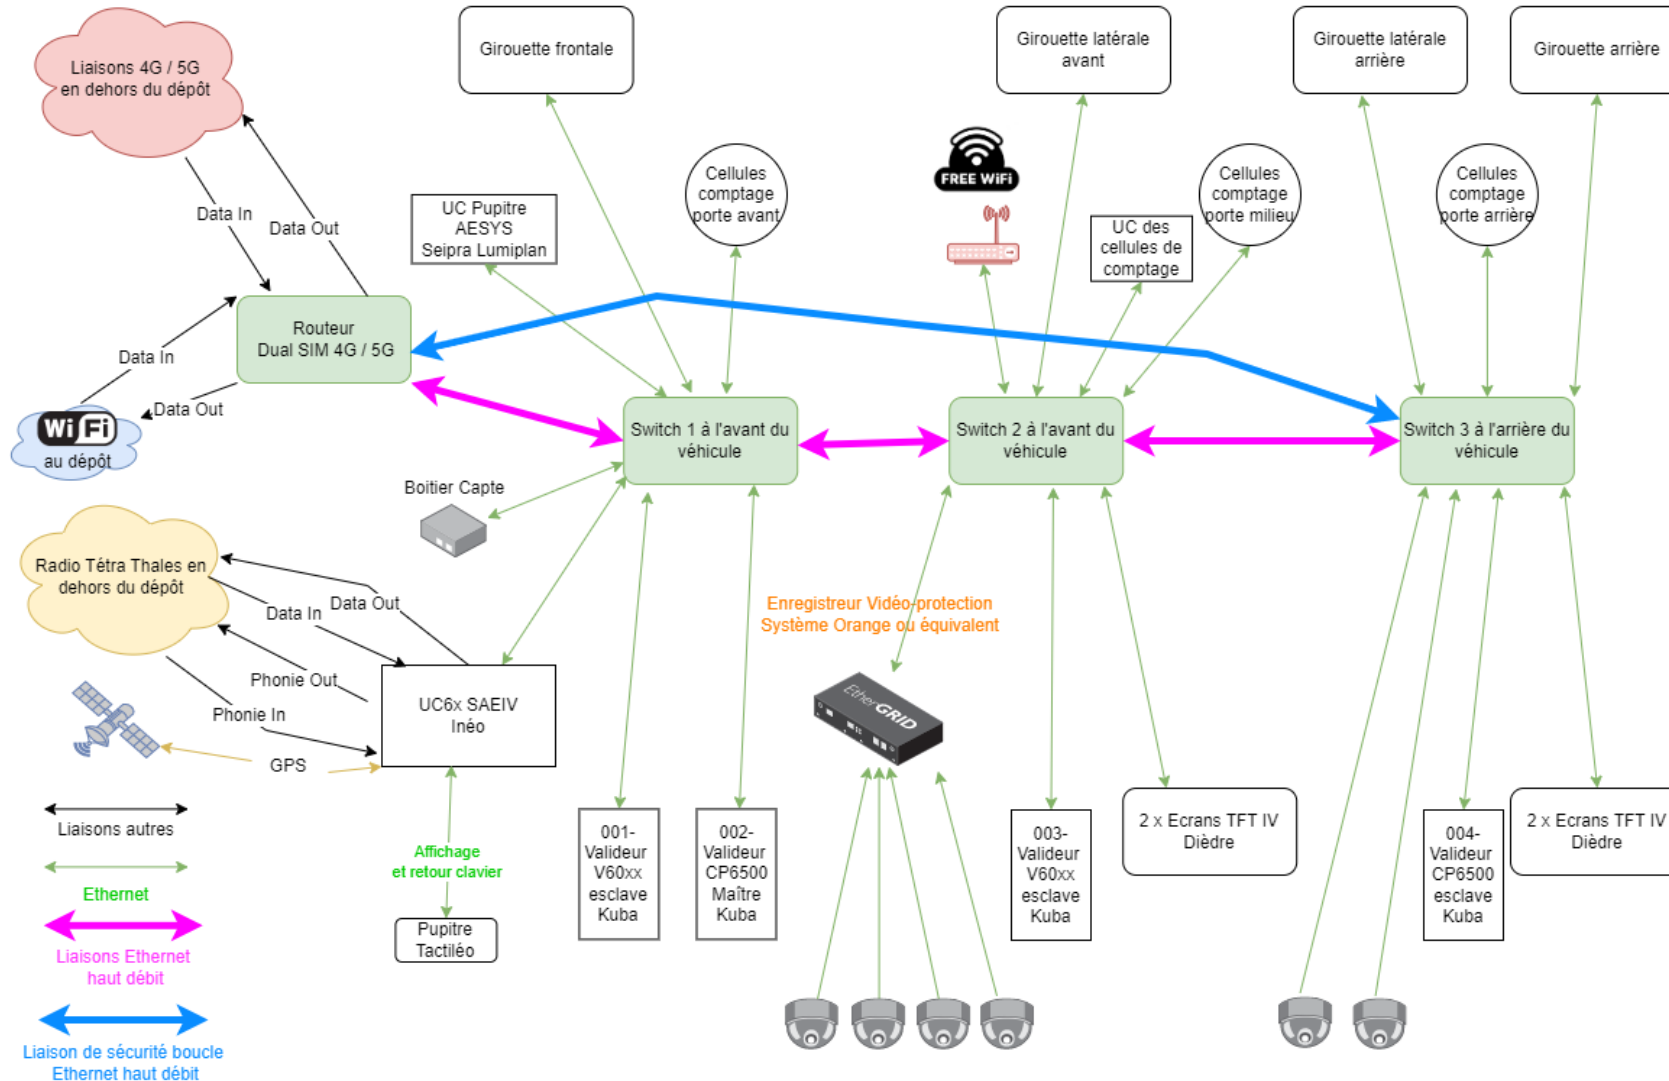 Liaisons 4G / 5G
en dehors du dépôt
Girouette frontale
Girouette latérale
avant
Girouette latérale
arrière
Girouette arrière
FREE WiFi
Cellules
comptage
porte avant
Cellules
comptage
porte milieu
Cellules
comptage
porte arrière
UC Pupitre
AESYS
Seipra Lumiplan
UC des
cellules de
comptage
Data In
Data Out
Routeur
Dual SIM 4G / 5G
Data In
Data Out
WiFi
au dépôt
Switch 1 à l'avant du
véhicule
Switch 2 à l'avant du
véhicule
Switch 3 à l'arrière du
véhicule
Boitier Capte
Radio Tétra Thales en
dehors du dépôt
Data Out
Data In
Phonie Out
Phonie In
GPS
UC6x SAEIV
Inéo
Enregistreur Vidéo-protection
Système Orange ou équivalent
EtherGRID
Affichage
et retour clavier
Pupitre
Tactiléo
001-
Valideur
V60xx
esclave
Kuba
002-
Valideur
CP6500
Maître
Kuba
003-
Valideur
V60xx
esclave
Kuba
2 x Ecrans TFT IV
Dièdre
004-
Valideur
CP6500
esclave
Kuba
2 x Ecrans TFT IV
Dièdre
Liaisons autres
Ethernet
Liaisons Ethernet
haut débit
Liaison de sécurité boucle
Ethernet haut débit